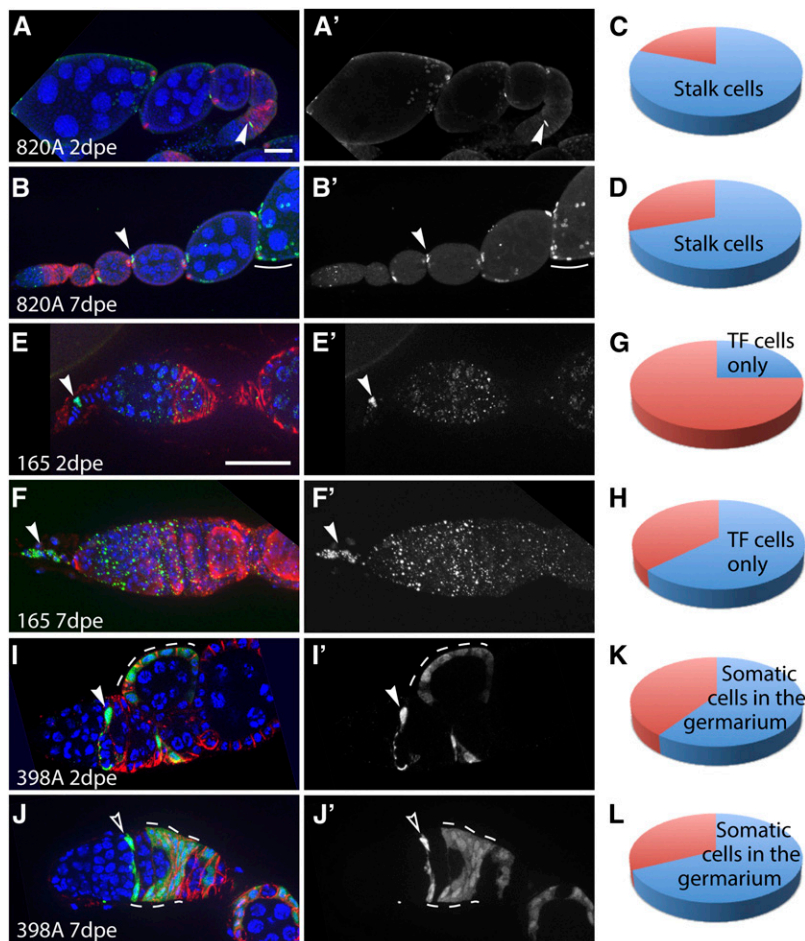 A
A'
C
820A 2dpe
Stalk cells
B
B'
D
820A 7dpe
Stalk cells
E
E'
G
165 2dpe
TF cells
only
F
F'
H
165 7dpe
TF cells
only
I
I'
K
398A 2dpe
Somatic
cells in the
germarium
J
J'
L
398A 7dpe
Somatic
cells in the
germarium